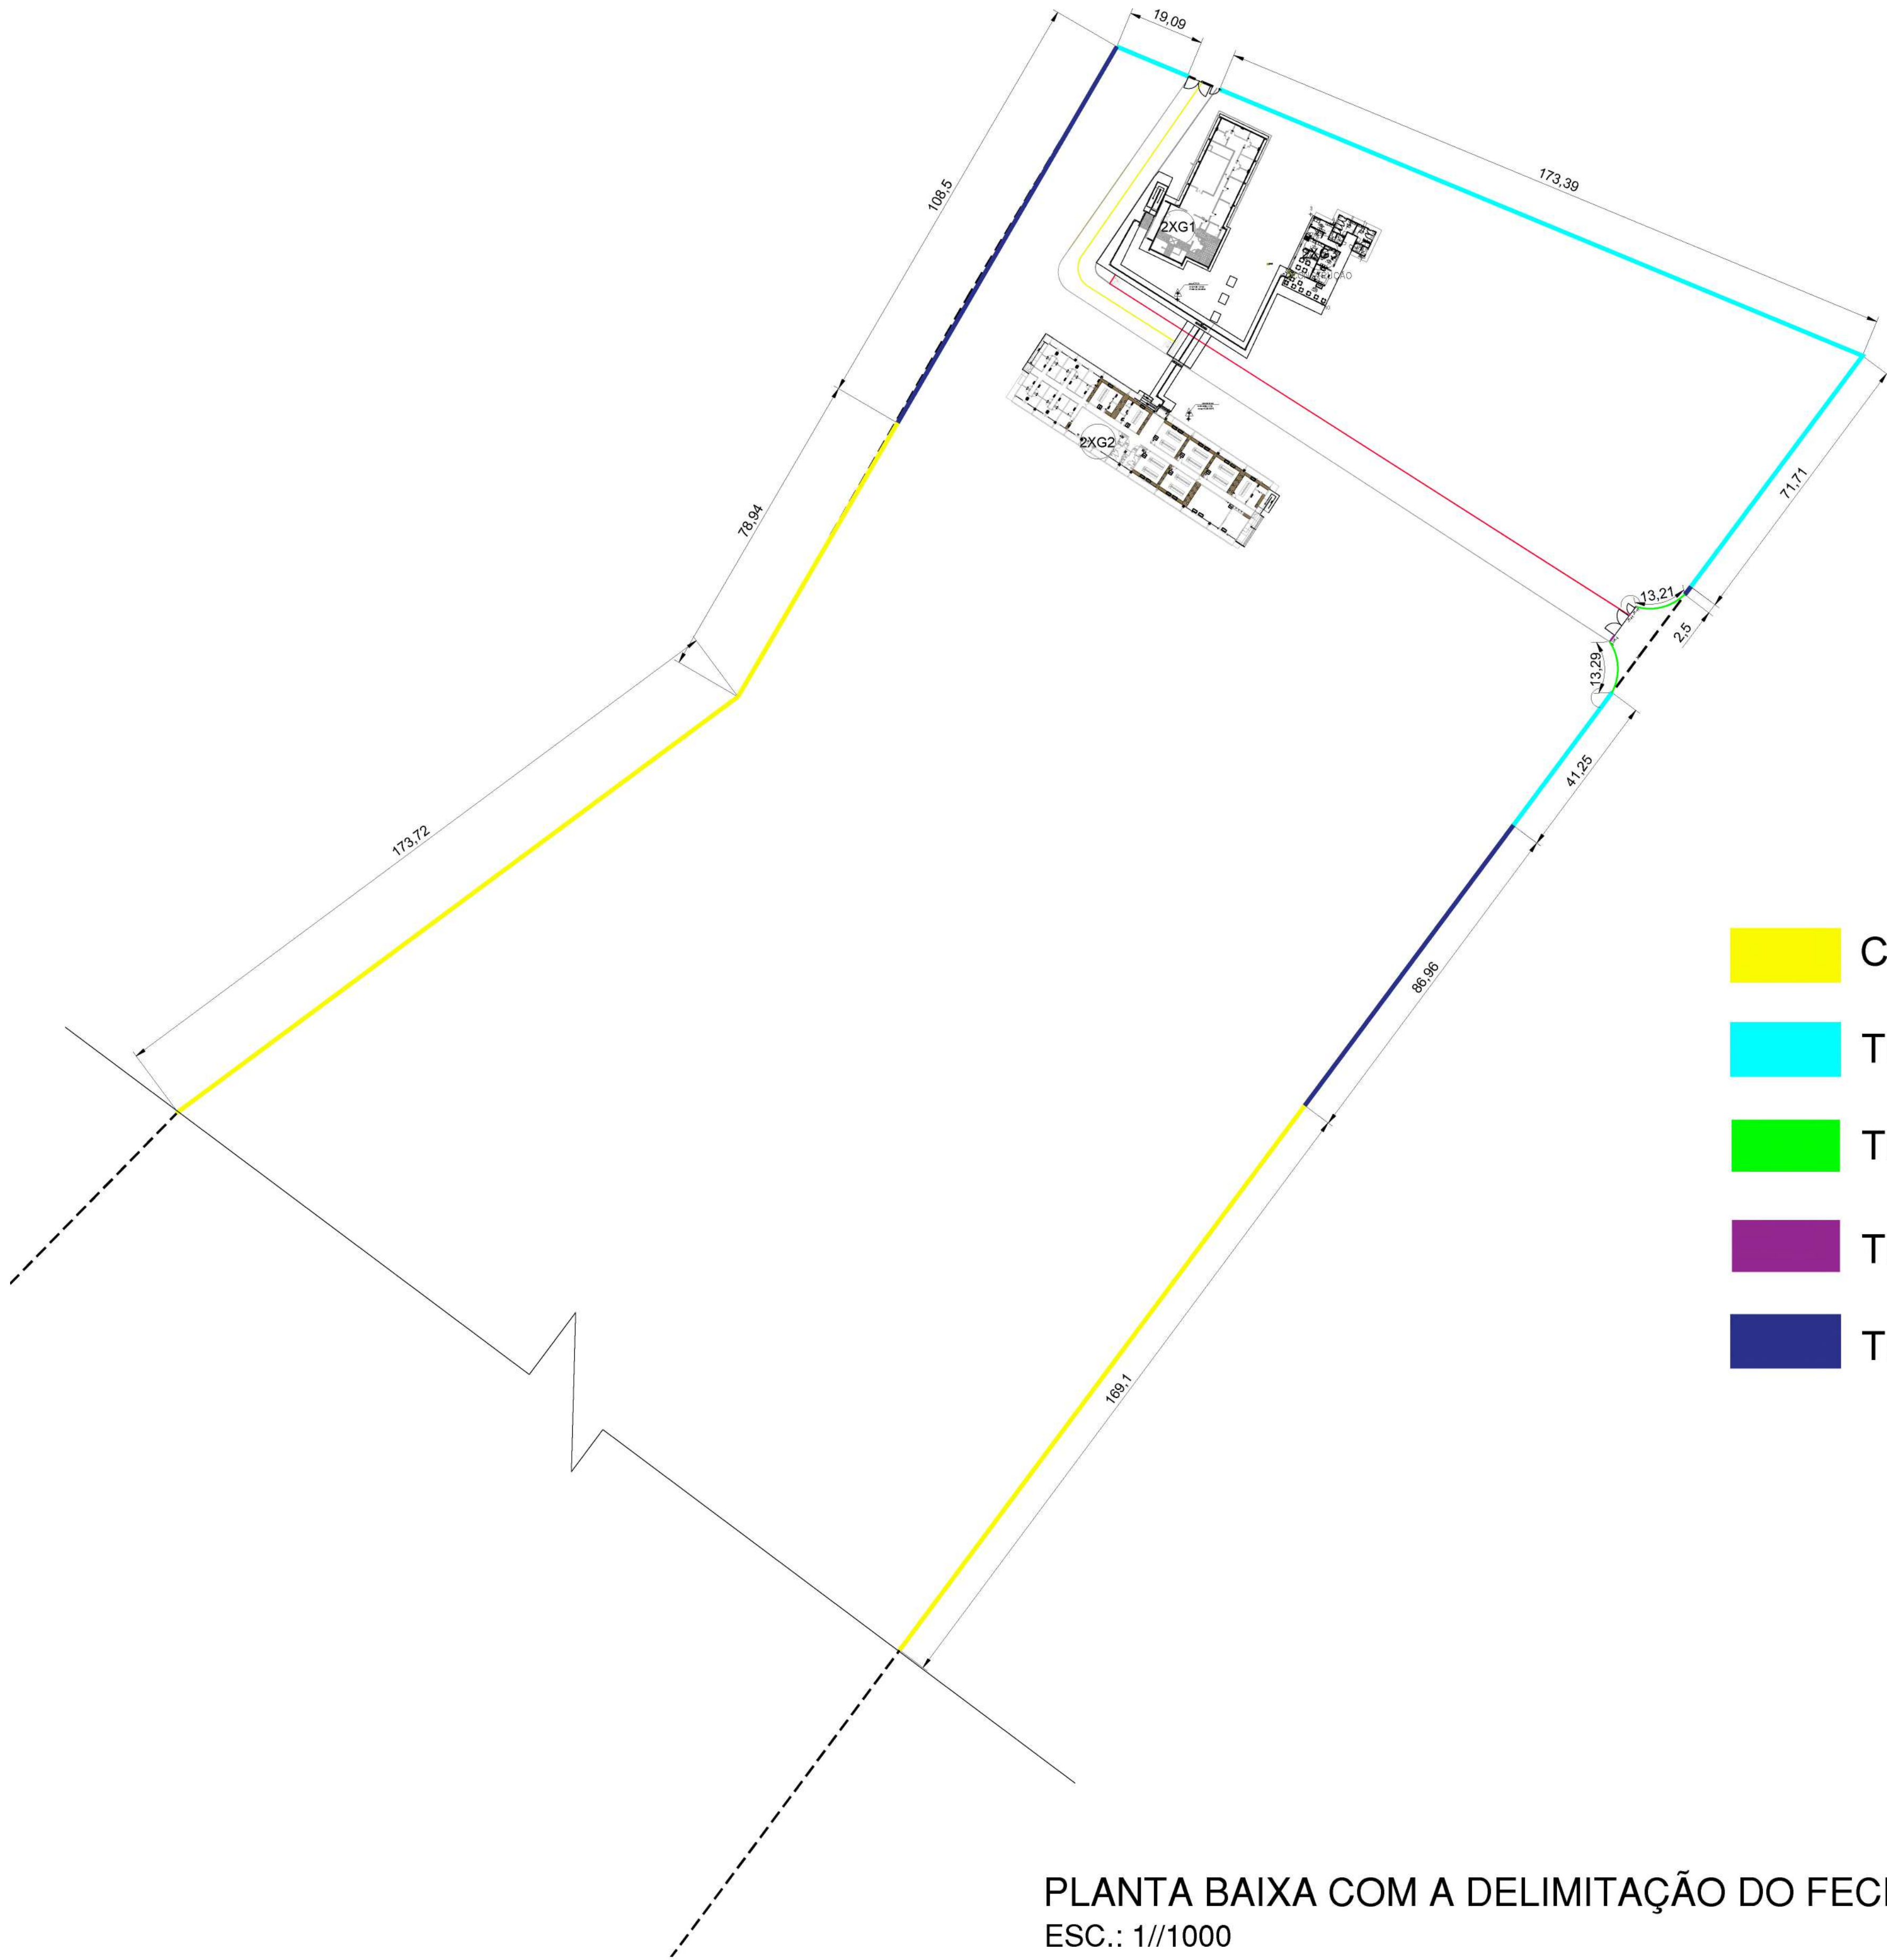 19,09
173,39
108,5
2XG1
2XG2
71,71
78,94
13,21
2,5
13,29
41,25
173,72
86,96
C
T
T
T
T
169,1
PLANTA BAIXA COM A DELIMITAÇÃO DO FEC
ESC.: 1//1000